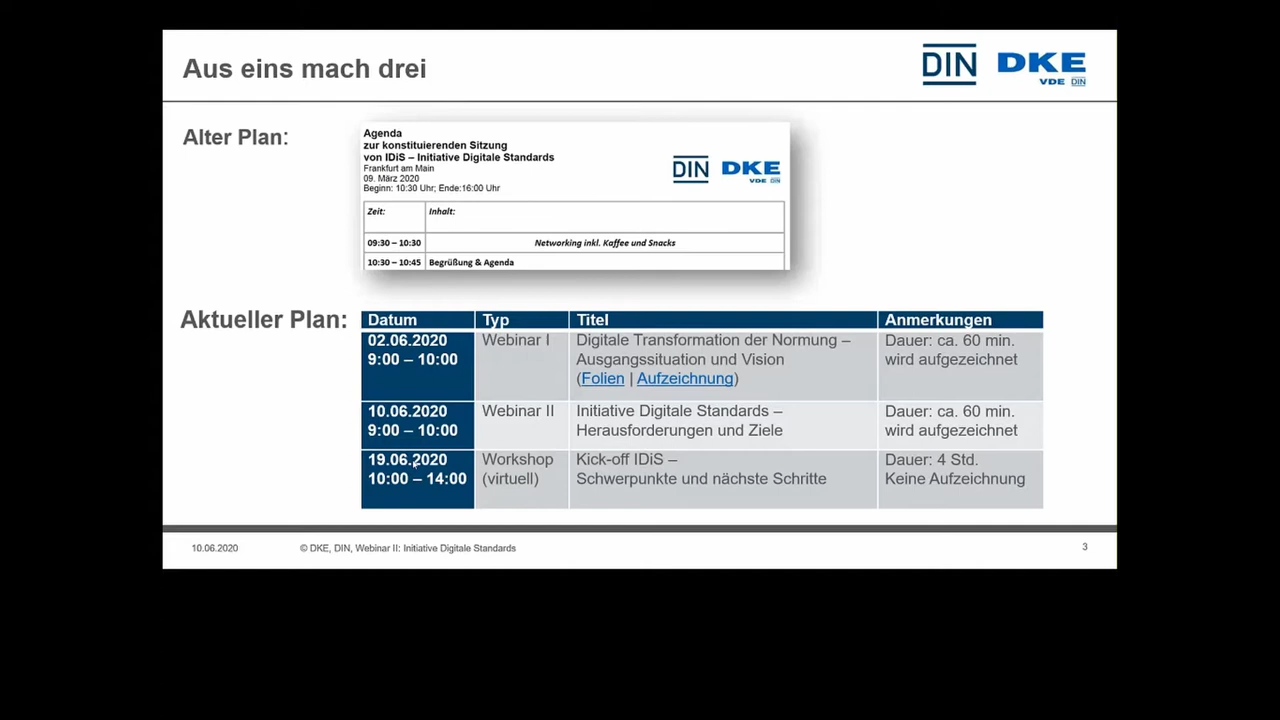 Aus eins mach drei
DIN
DKE
VDE DIN
Alter Plan:
Agenda
zur konstituierenden Sitzung
von IDiS – Initiative Digitale Standards
Frankfurt am Main
09. März 2020
Beginn: 10:30 Uhr; Ende:16:00 Uhr
DIN
DKE
VDE DIN
Zeit: Inhalt:
09:30 – 10:30 Networking inkl. Kaffee und Snacks
10:30 – 10:45 Begrüßung & Agenda
Aktueller Plan:
Datum Typ Titel Anmerkungen
02.06.2020 Webinar I Digitale Transformation der Normung – Dauer: ca. 60 min.
9:00 – 10:00 Ausgangssituation und Vision wird aufgezeichnet
(Folien | Aufzeichnung)
10.06.2020 Webinar II Initiative Digitale Standards – Dauer: ca. 60 min.
9:00 – 10:00 Herausforderungen und Ziele wird aufgezeichnet
19.06.2020 Workshop Kick-off IDiS – Dauer: 4 Std.
10:00 – 14:00 (virtuell) Schwerpunkte und nächste Schritte Keine Aufzeichnung
10.06.2020 © DKE, DIN, Webinar II: Initiative Digitale Standards 3